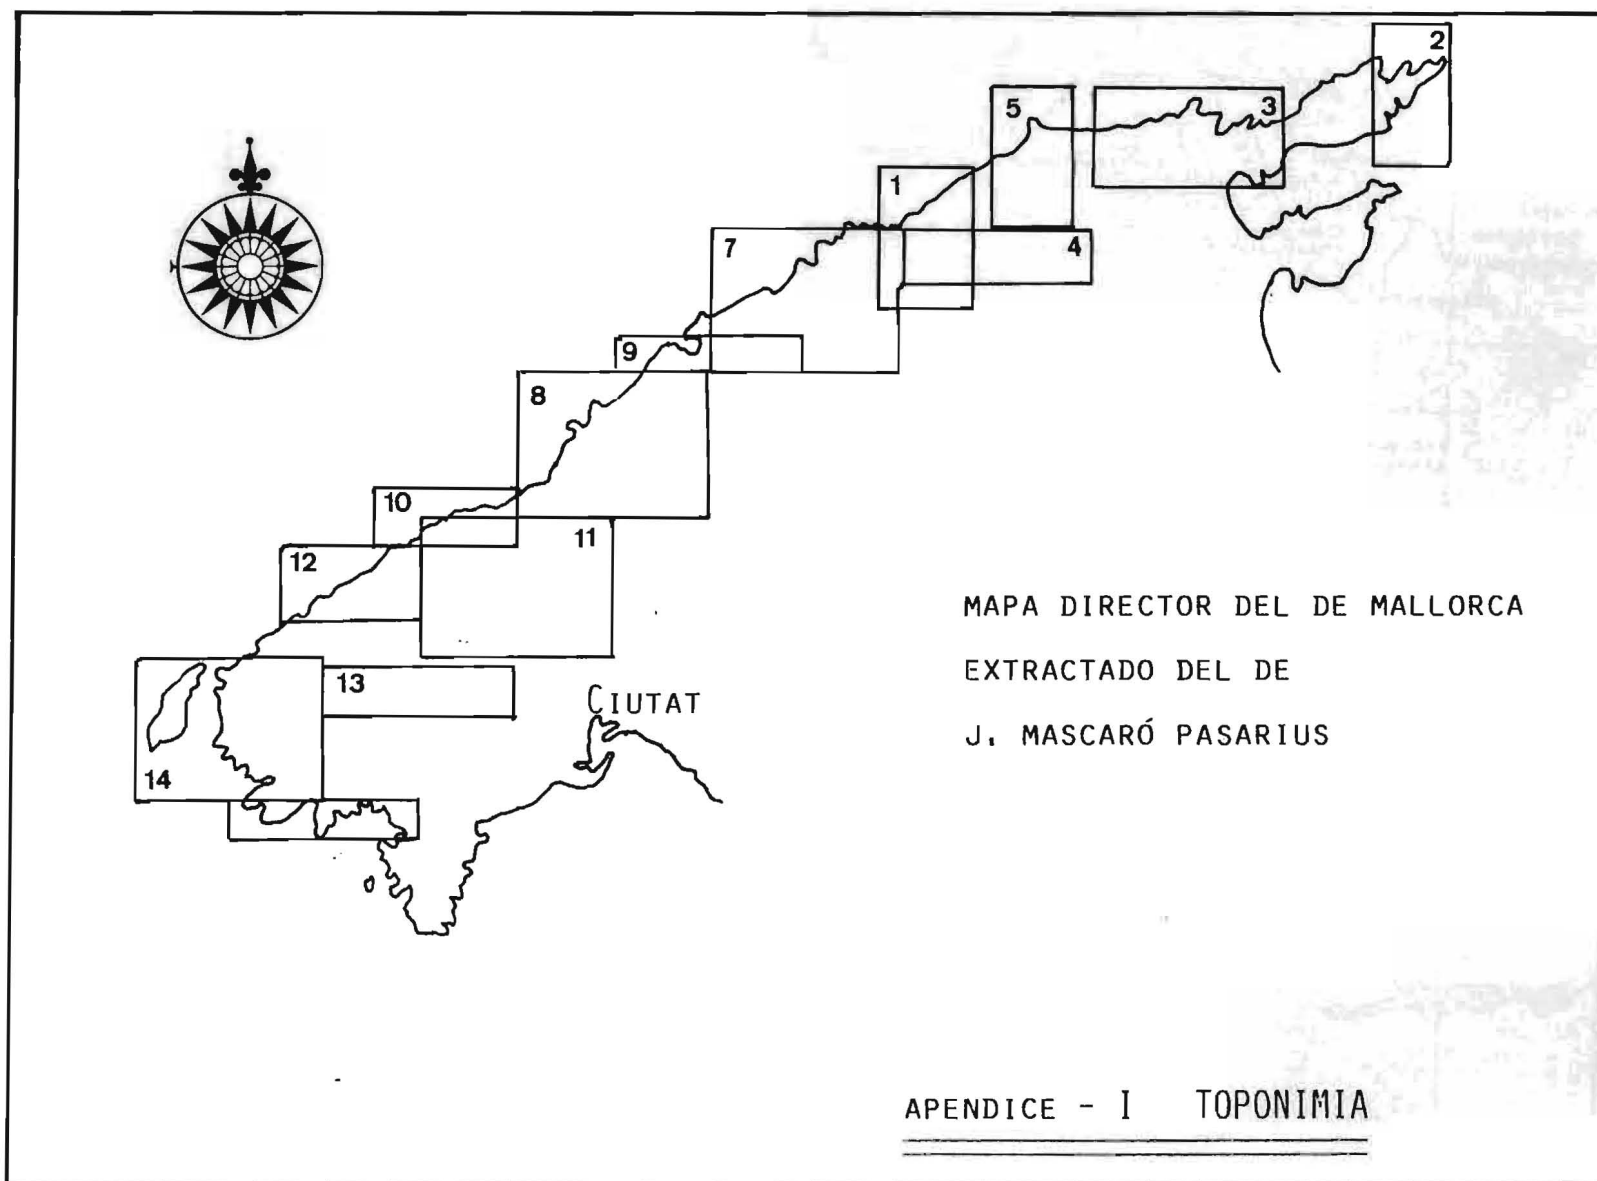 2
5
3
1
7
4
9
8
10
11
12
13
CIUTAT
14
MAPA DIRECTOR DEL DE MALLORCA
EXTRACTADO DEL DE
J. MASCARÓ PASARIUS
APENDICE - I TOPONIMIA